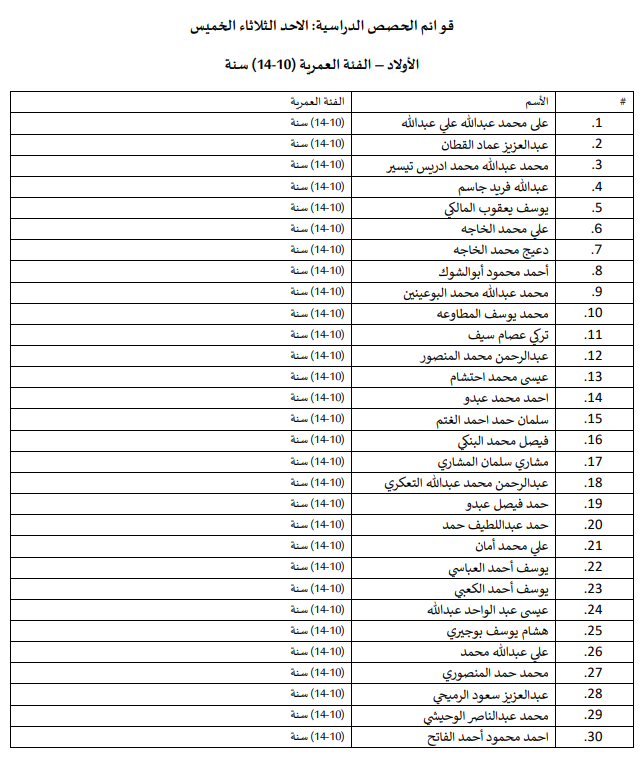 قوائم الحصص الدراسية: الاحد الثلاثاء الخميس
الأولاد – الفئة العمرية (10-14) سنة
# الأسم الفئة العمرية
1. على محمد عبدالله علي عبدالله (10-14) سنة
2. عبدالعزيز عماد القطان (10-14) سنة
3. محمد عبدالله محمد ادريس تيسير (10-14) سنة
4. عبدالله فريد جاسم (10-14) سنة
5. يوسف يعقوب المالكي (10-14) سنة
6. علي محمد الخاجه (10-14) سنة
7. دعيج محمد الخاجه (10-14) سنة
8. أحمد محمود أبوالشوك (10-14) سنة
9. محمد عبدالله محمد البوعينين (10-14) سنة
10. محمد يوسف المطاوعه (10-14) سنة
11. تركي عصام سيف (10-14) سنة
12. عبدالرحمن محمد المنصور (10-14) سنة
13. عيسى محمد احتشام (10-14) سنة
14. احمد محمد عبدو (10-14) سنة
15. سلمان حمد احمد الغتم (10-14) سنة
16. فيصل محمد البنكي (10-14) سنة
17. مشاري سلمان المشاري (10-14) سنة
18. عبدالرحمن محمد عبدالله التعكري (10-14) سنة
19. حمد فيصل عبدو (10-14) سنة
20. حمد عبداللطيف حمد (10-14) سنة
21. علي محمد أمان (10-14) سنة
22. يوسف أحمد العباسي (10-14) سنة
23. يوسف أحمد الكعبي (10-14) سنة
24. عيسى عبد الواحد عبدالله (10-14) سنة
25. هشام يوسف بوجيري (10-14) سنة
26. علي عبدالله محمد (10-14) سنة
27. محمد حمد المنصوري (10-14) سنة
28. عبدالعزيز سعود الرميحي (10-14) سنة
29. محمد عبدالناصر الوحيشي (10-14) سنة
30. احمد محمود أحمد الفاتح (10-14) سنة